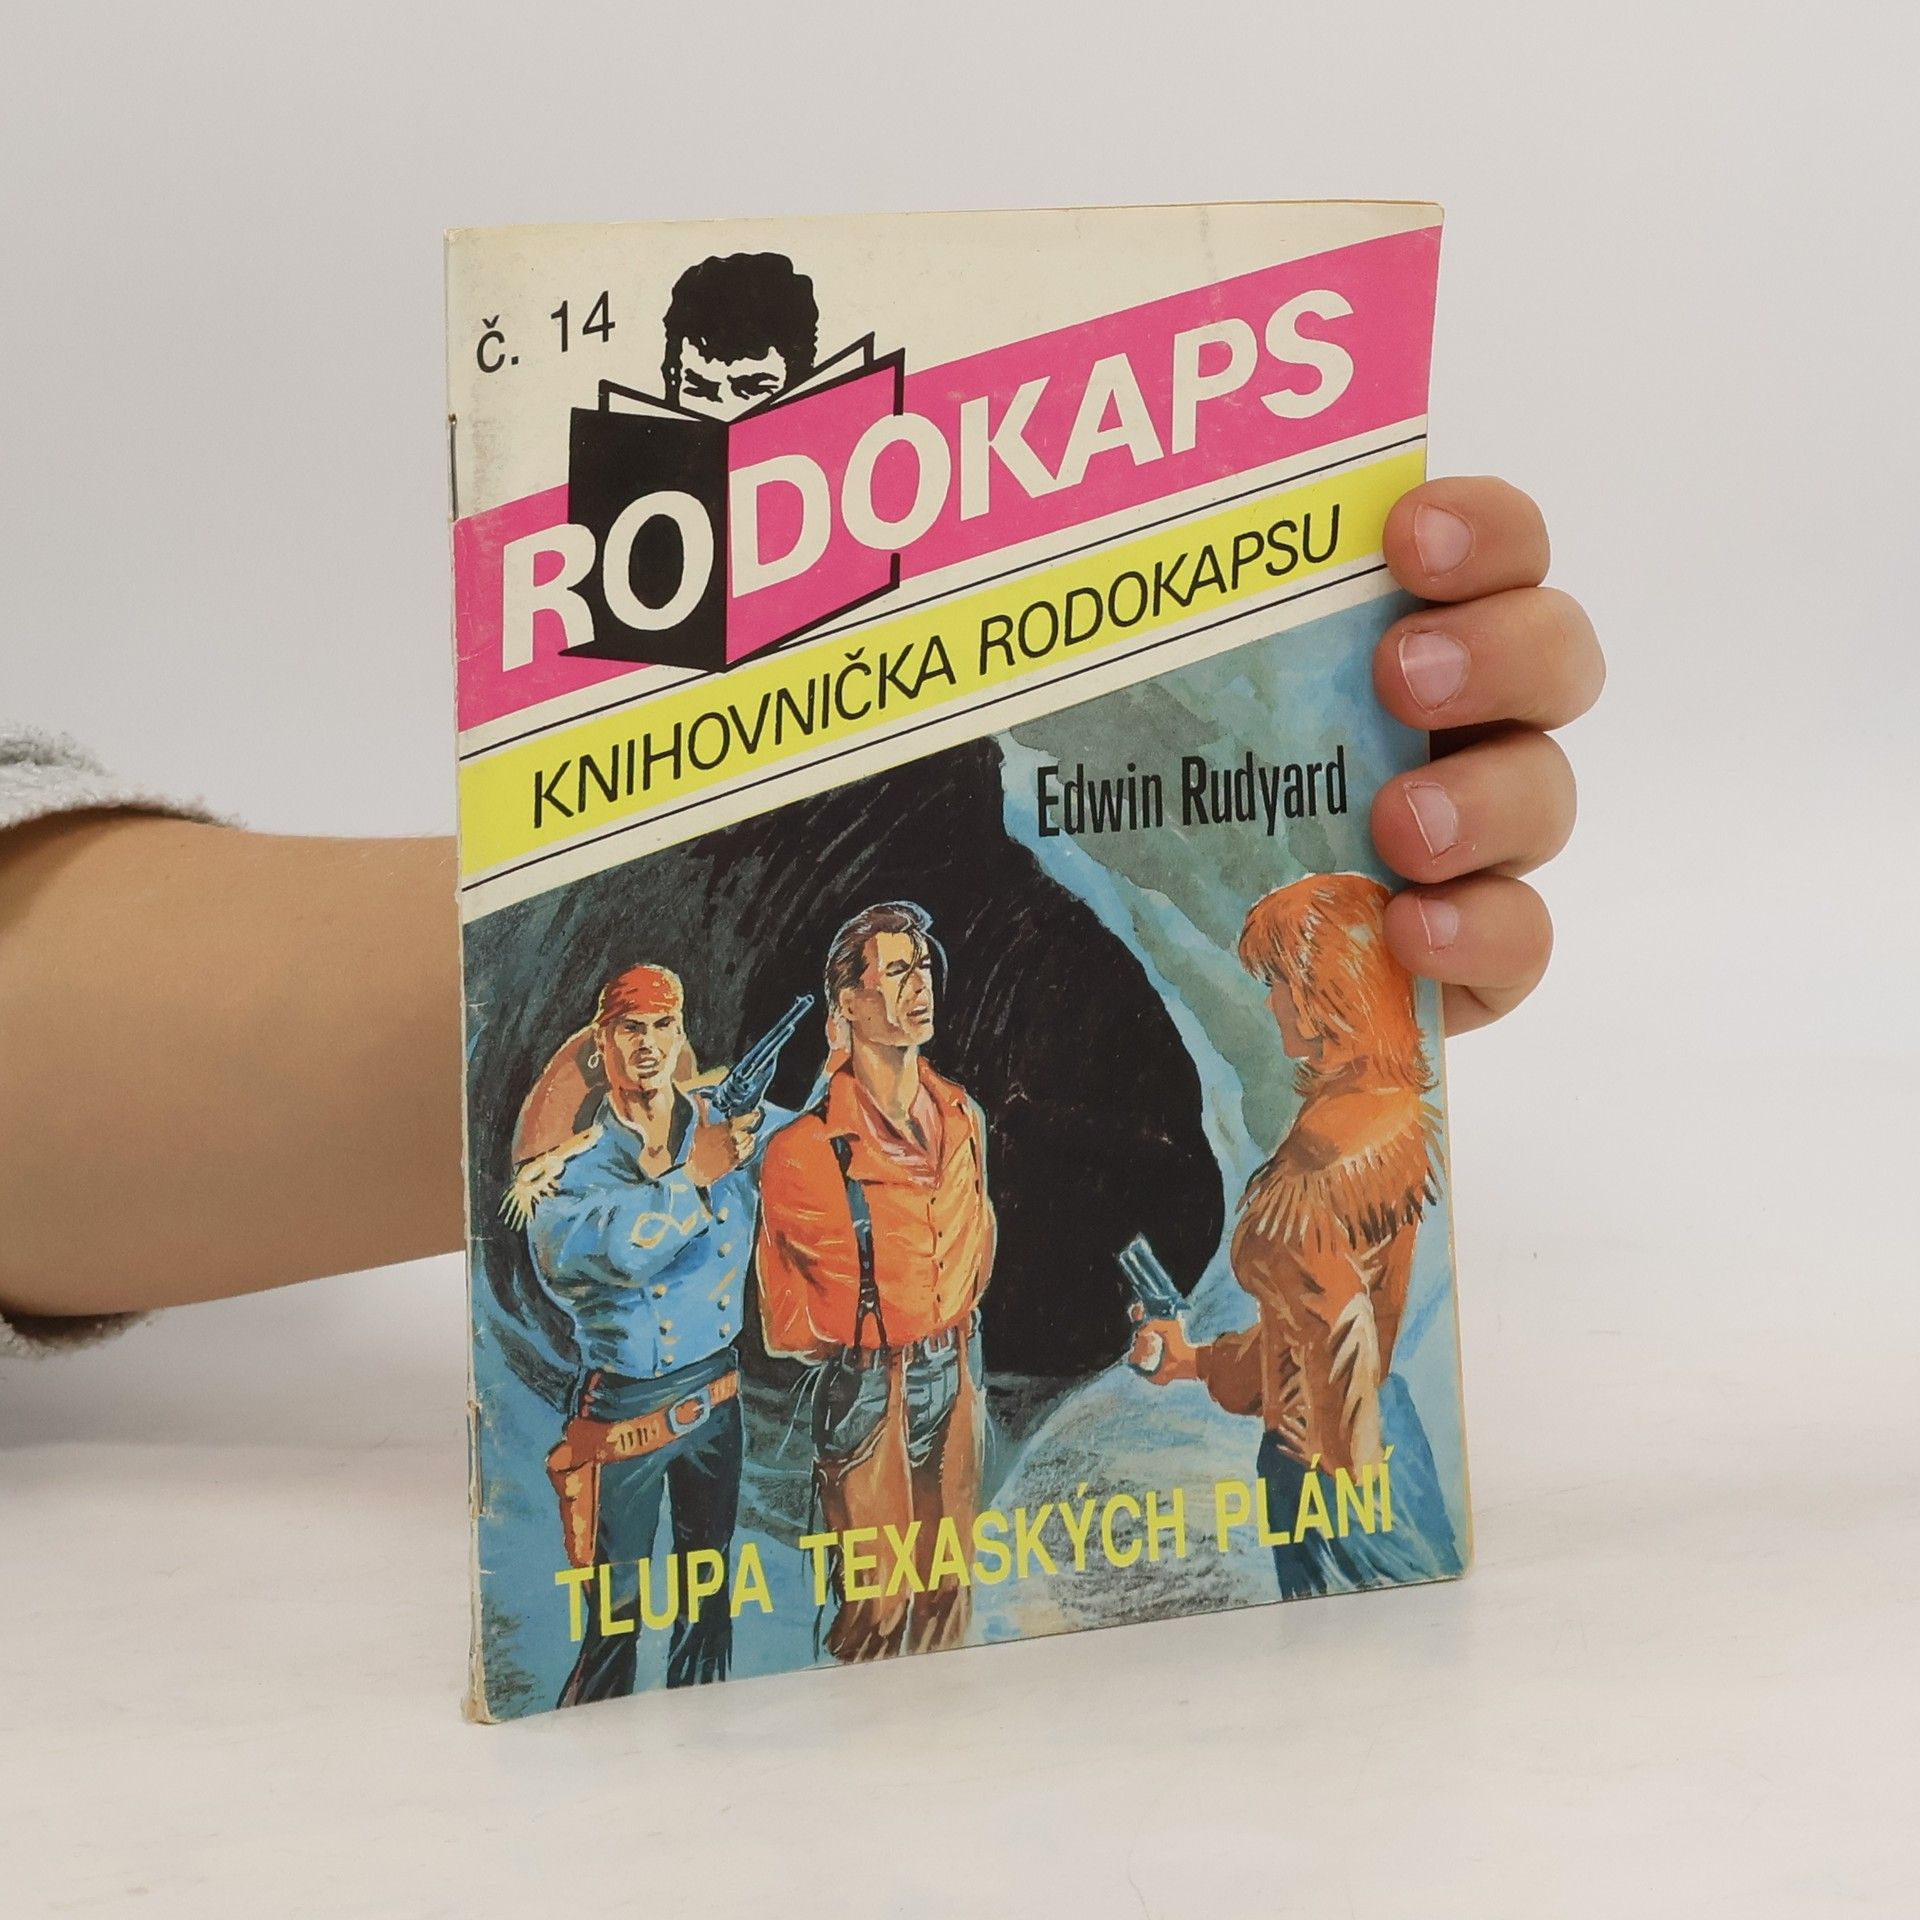 č. 14
RODOKAPS
KNIHOVNIČKA RODOKAPSU
Edwin Rudyard
TLUPA TEXASKÝCH PLÁNÍ